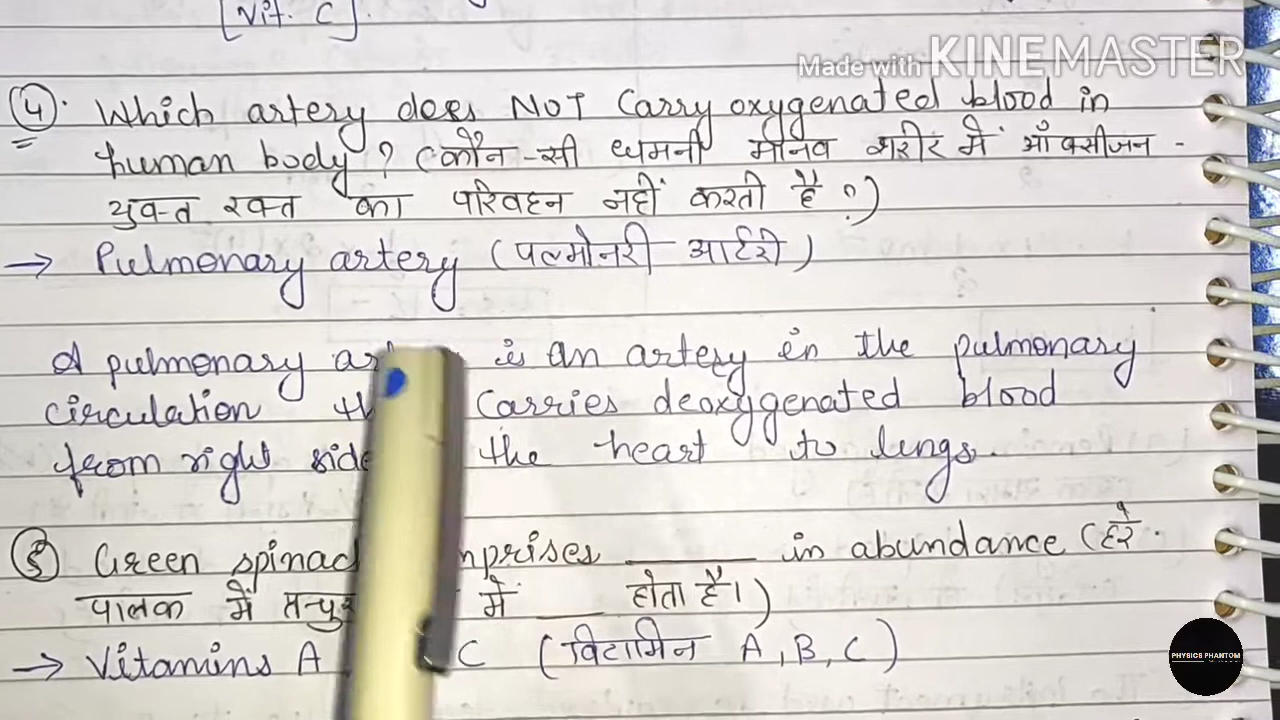 [Vit. C].
Made with KINEMASTER
4. Which artery does NOT Carry oxygenated blood in
human body? (कौन-सी धमनी मानव शरीर में ऑक्सीजन-
युक्त रक्त का परिवहन नहीं करती है?)
→ Pulmonary artery (पल्मोनरी आर्टरी)
A pulmonary is an artery in the pulmonary
circulation Carries deoxygenated blood
from right side the heart to lungs.
5 Green in abundance (हरे
पालक में में ____ होता है।)
→ Vitamins A C (विटामिन A, B, C)
PHYSICS PHANTOM